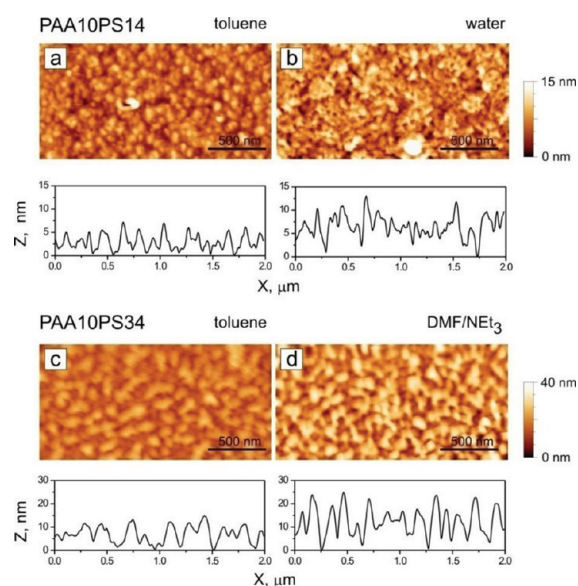 PAA10PS14 toluene water
a b
500 nm 500 nm
15 nm
0 nm
15 15
10 10
5 5
0 0
Z, nm
0.0 0.5 1.0 1.5 2.0 0.0 0.5 1.0 1.5 2.0
X, μm
PAA10PS34 toluene DMF/NEt₃
c d
500 nm 500 nm
40 nm
0 nm
30 30
20 20
10 10
0 0
Z, nm
0.0 0.5 1.0 1.5 2.0 0.0 0.5 1.0 1.5 2.0
X, μm